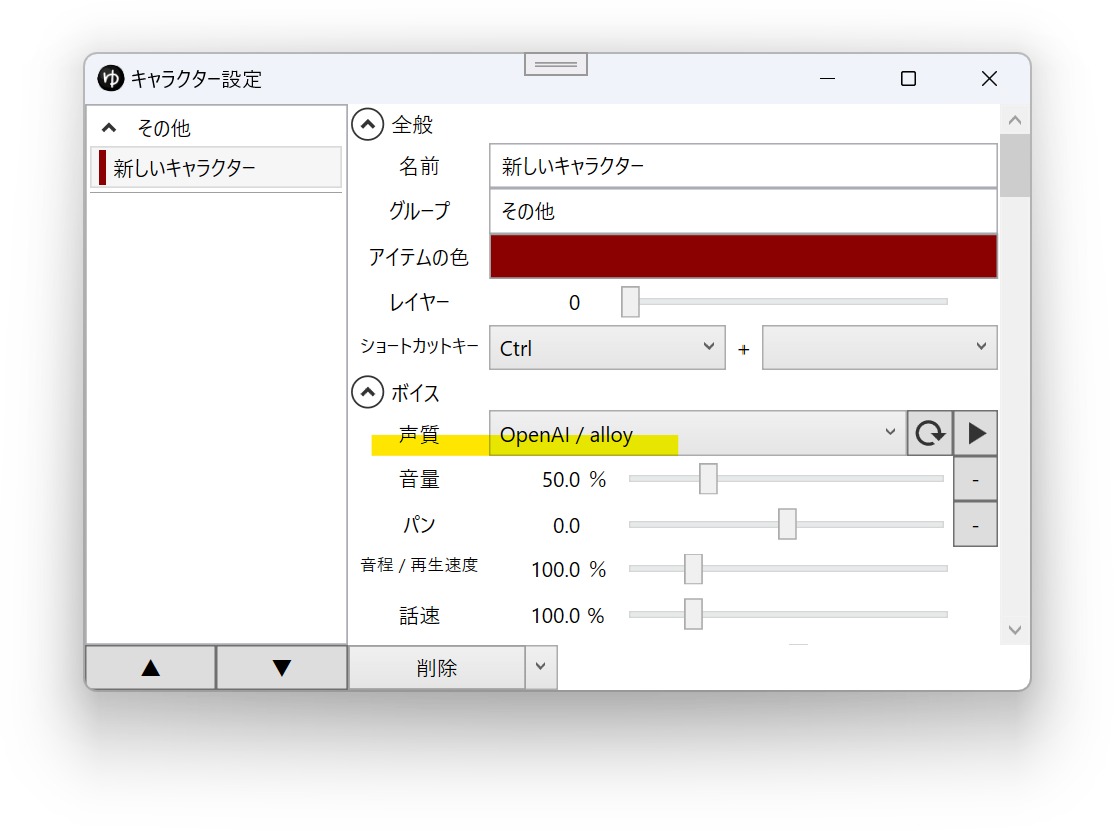 ゆ キャラクター設定
その他
新しいキャラクター
全般
名前 新しいキャラクター
グループ その他
アイテムの色
レイヤー 0
ショートカットキー Ctrl +
ボイス
声質 OpenAI / alloy
音量 50.0 % -
パン 0.0 -
音程 / 再生速度 100.0 %
話速 100.0 %
▲ ▼ 削除